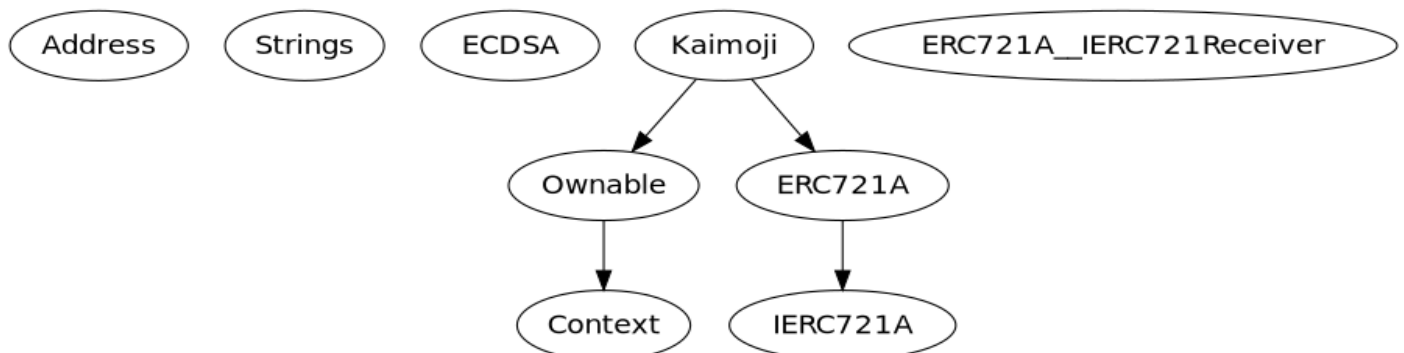 Address
Strings
ECDSA
Kaimoji
ERC721A__IERC721Receiver
Ownable
ERC721A
Context
IERC721A